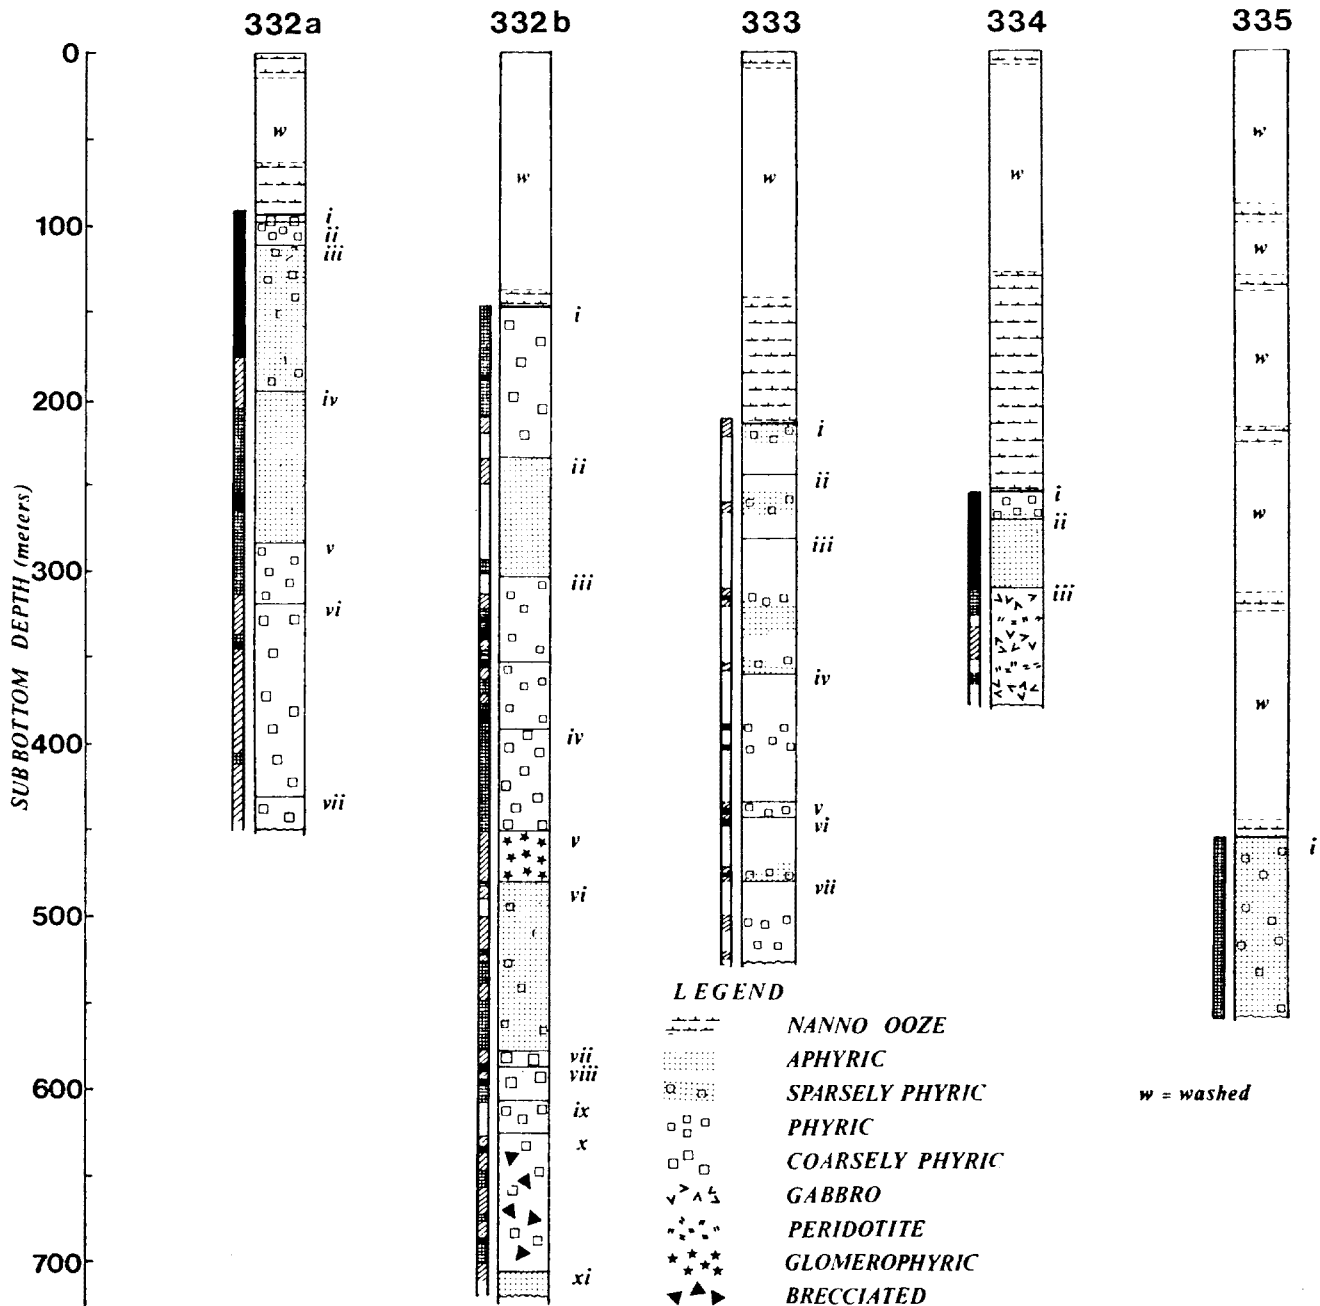 332a 332b 333 334 335
0
100
200
300
400
500
600
700
SUB BOTTOM DEPTH (meters)
w
i
ii
iii
iv
v
vi
vii
w
i
ii
iii
iv
v
vi
vii
viii
ix
x
xi
w
i
ii
iii
iv
v
vi
vii
w
i
ii
iii
w
w
w
w
w
i
LEGEND
NANNO OOZE
APHYRIC
SPARSELY PHYRIC
PHYRIC
COARSELY PHYRIC
GABBRO
PERIDOTITE
GLOMEROPHYRIC
BRECCIATED
w = washed